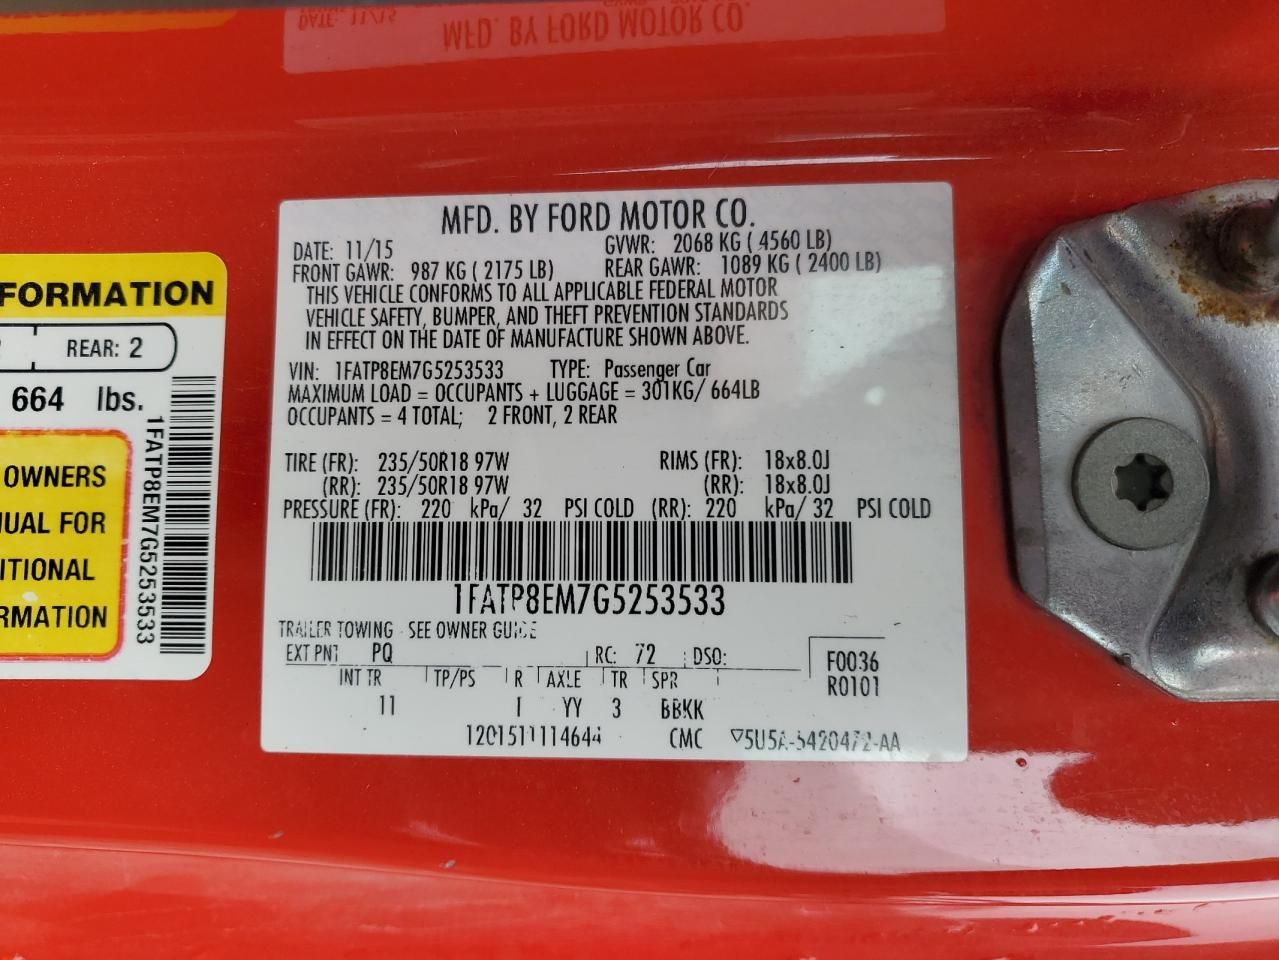 MFD. BY FORD MOTOR CO.
DATE: 11/15
MFD. BY FORD MOTOR CO.
DATE: 11/15 GVWR: 2068 KG ( 4560 LB)
FRONT GAWR: 987 KG ( 2175 LB) REAR GAWR: 1089 KG ( 2400 LB)
THIS VEHICLE CONFORMS TO ALL APPLICABLE FEDERAL MOTOR
VEHICLE SAFETY, BUMPER, AND THEFT PREVENTION STANDARDS
IN EFFECT ON THE DATE OF MANUFACTURE SHOWN ABOVE.
VIN: 1FATP8EM7G5253533 TYPE: Passenger Car
MAXIMUM LOAD = OCCUPANTS + LUGGAGE = 301KG/ 664LB
OCCUPANTS = 4 TOTAL; 2 FRONT, 2 REAR
TIRE (FR): 235/50R18 97W RIMS (FR): 18x8.0J
(RR): 235/50R18 97W (RR): 18x8.0J
PRESSURE (FR): 220 kPa/ 32 PSI COLD (RR): 220 kPa/ 32 PSI COLD
1FATP8EM7G5253533
TRAILER TOWING - SEE OWNER GUIDE
EXT PNT PQ RC: 72 DSO:
F0036
R0101
INT TR TP/PS R AXLE TR SPR
11 I YY 3 BBKK
1201511114644 CMC
FORMATION
REAR: 2
664 lbs.
OWNERS
UAL FOR
ITIONAL
RMATION
1FATP8EM7G5253533